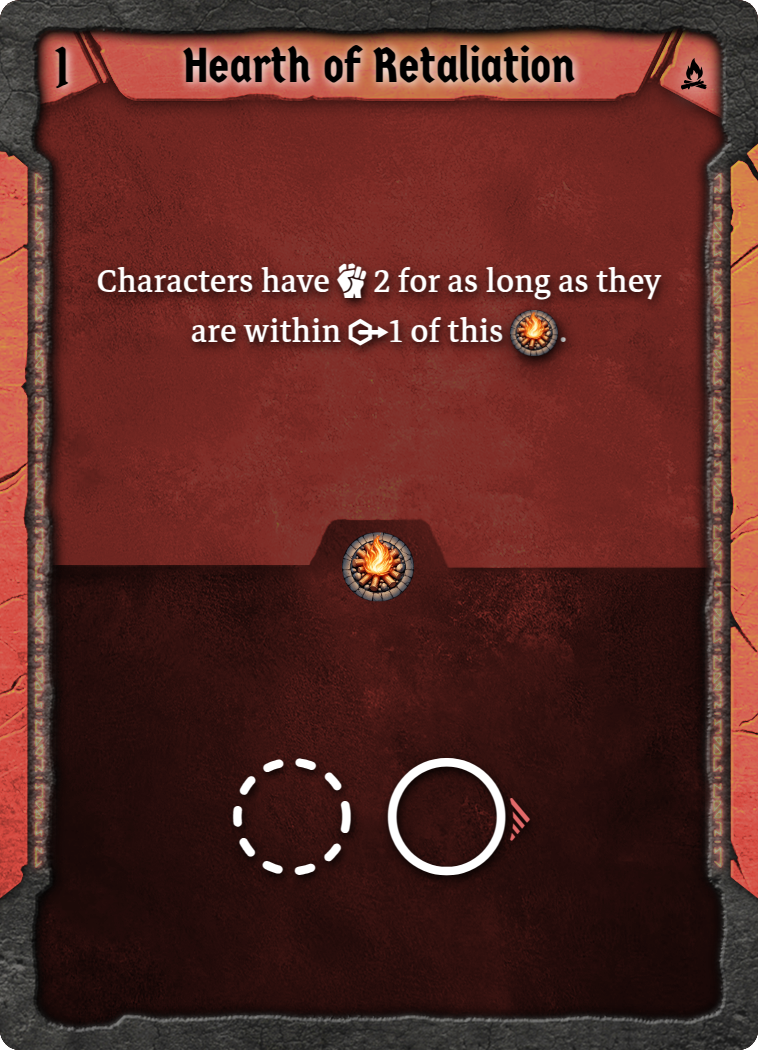 1
Hearth of Retaliation
Characters have 2 for as long as they
are within 1 of this .